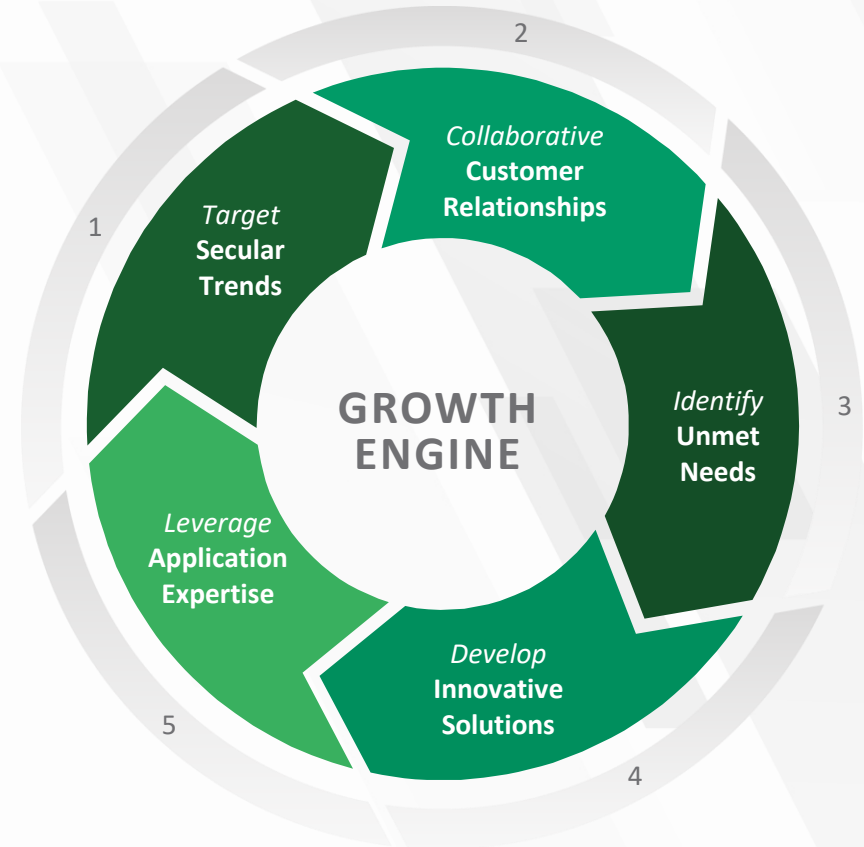 1
Target
Secular
Trends
2
Collaborative
Customer
Relationships
3
Identify
Unmet
Needs
4
Develop
Innovative
Solutions
5
Leverage
Application
Expertise
GROWTH
ENGINE